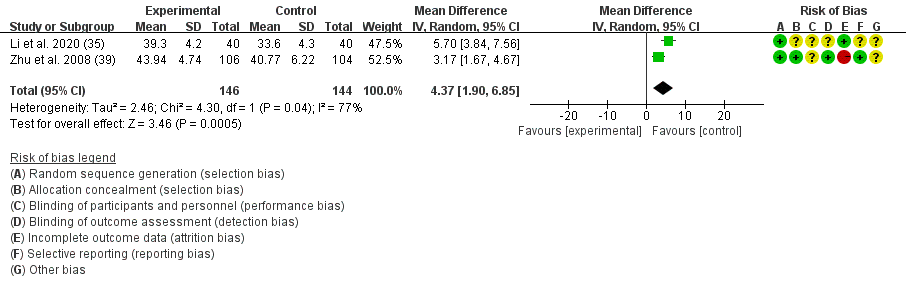 Experimental Control Mean Difference Mean Difference Risk of Bias
Study or Subgroup Mean SD Total Mean SD Total Weight IV, Random, 95% CI IV, Random, 95% CI A B C D E F G
Li et al. 2020 (35) 39.3 4.2 40 33.6 4.3 40 47.5% 5.70 [3.84, 7.56] + ? ? ? + + ?
Zhu et al. 2008 (39) 43.94 4.74 106 40.77 6.22 104 52.5% 3.17 [1.67, 4.67] + + ? + - + ?
Total (95% CI) 146 144 100.0% 4.37 [1.90, 6.85]
Heterogeneity: Tau² = 2.46; Chi² = 4.30, df = 1 (P = 0.04); I² = 77%
Test for overall effect: Z = 3.46 (P = 0.0005)
-20 -10 0 10 20
Favours [experimental] Favours [control]
Risk of bias legend
(A) Random sequence generation (selection bias)
(B) Allocation concealment (selection bias)
(C) Blinding of participants and personnel (performance bias)
(D) Blinding of outcome assessment (detection bias)
(E) Incomplete outcome data (attrition bias)
(F) Selective reporting (reporting bias)
(G) Other bias